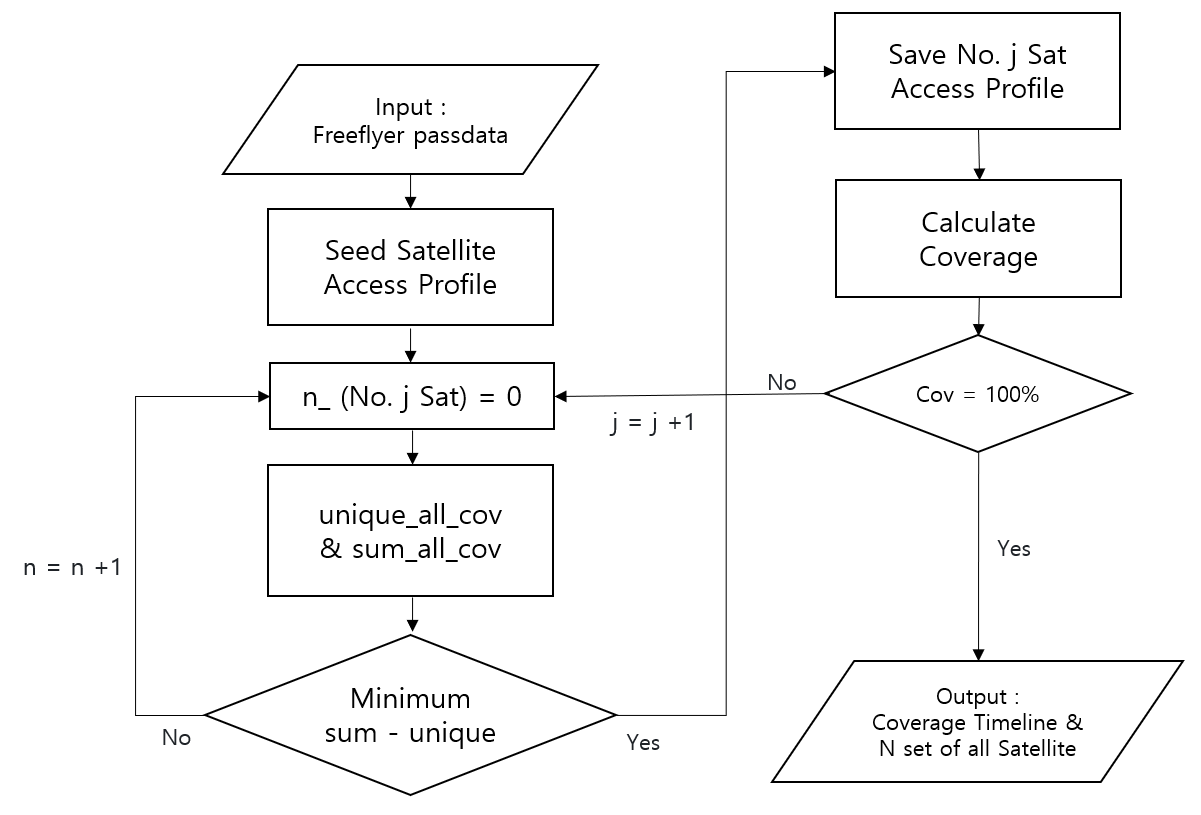 Input :
Freeflyer passdata
Seed Satellite
Access Profile
n_ (No. j Sat) = 0
unique_all_cov
& sum_all_cov
n = n +1
Minimum
sum - unique
No
Yes
Save No. j Sat
Access Profile
Calculate
Coverage
Cov = 100%
No
j = j +1
Yes
Output :
Coverage Timeline &
N set of all Satellite